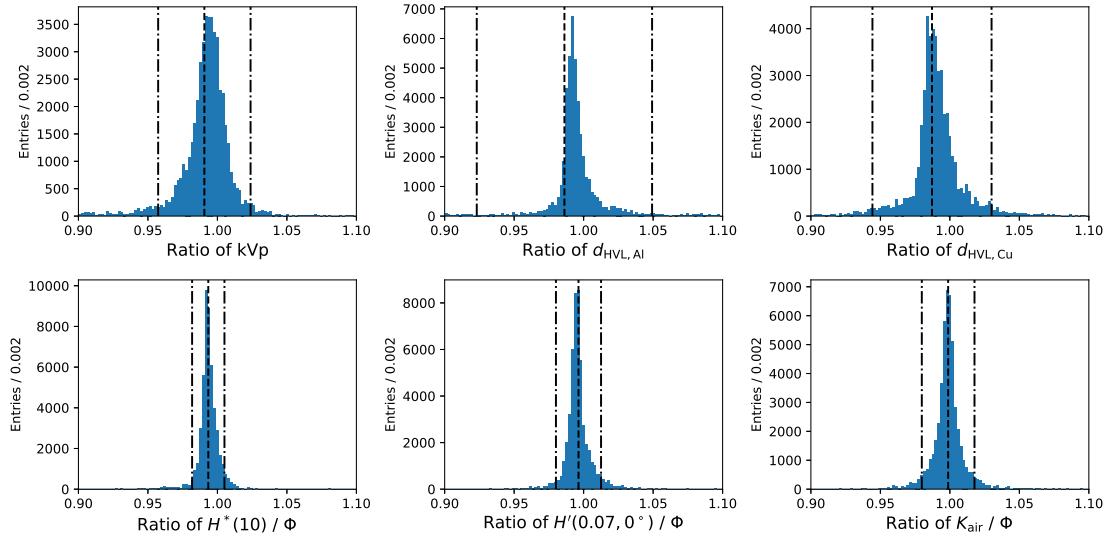 Entries / 0.002
3500
3000
2500
2000
1500
1000
500
0
0.90 0.95 1.00 1.05 1.10
Ratio of kVp
Entries / 0.002
7000
6000
5000
4000
3000
2000
1000
0
0.90 0.95 1.00 1.05 1.10
Ratio of d_HVL, Al
Entries / 0.002
4000
3000
2000
1000
0
0.90 0.95 1.00 1.05 1.10
Ratio of d_HVL, Cu
Entries / 0.002
10000
8000
6000
4000
2000
0
0.90 0.95 1.00 1.05 1.10
Ratio of H*(10) / Φ
Entries / 0.002
8000
6000
4000
2000
0
0.90 0.95 1.00 1.05 1.10
Ratio of H′(0.07, 0°) / Φ
Entries / 0.002
7000
6000
5000
4000
3000
2000
1000
0
0.90 0.95 1.00 1.05 1.10
Ratio of K_air / Φ